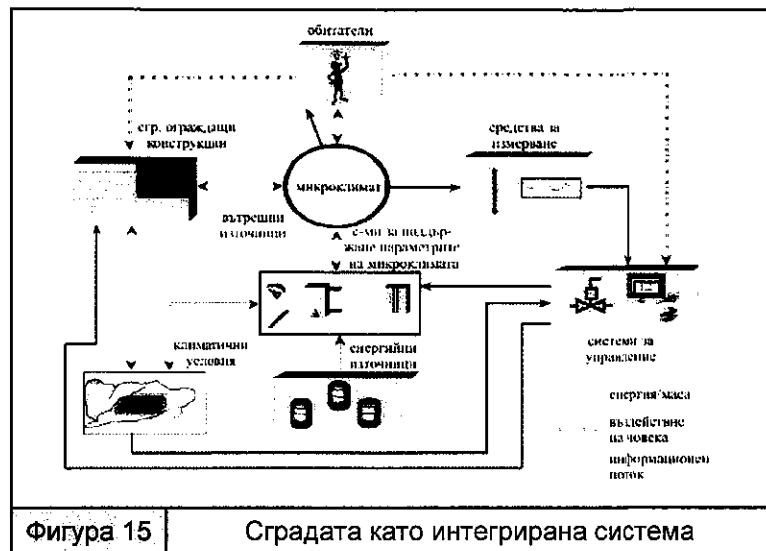 обитатели
сгр. ограждащи
конструкции
средства за
измерване
микроклимат
вътрешни
източници
с-ми за поддър-
жане параметрите
на микроклимата
климатични
условия
енергийни
източници
системи за
управление
енергия/маса
въздействие
на човека
информационен
поток
Фигура 15
Сградата като интегрирана система